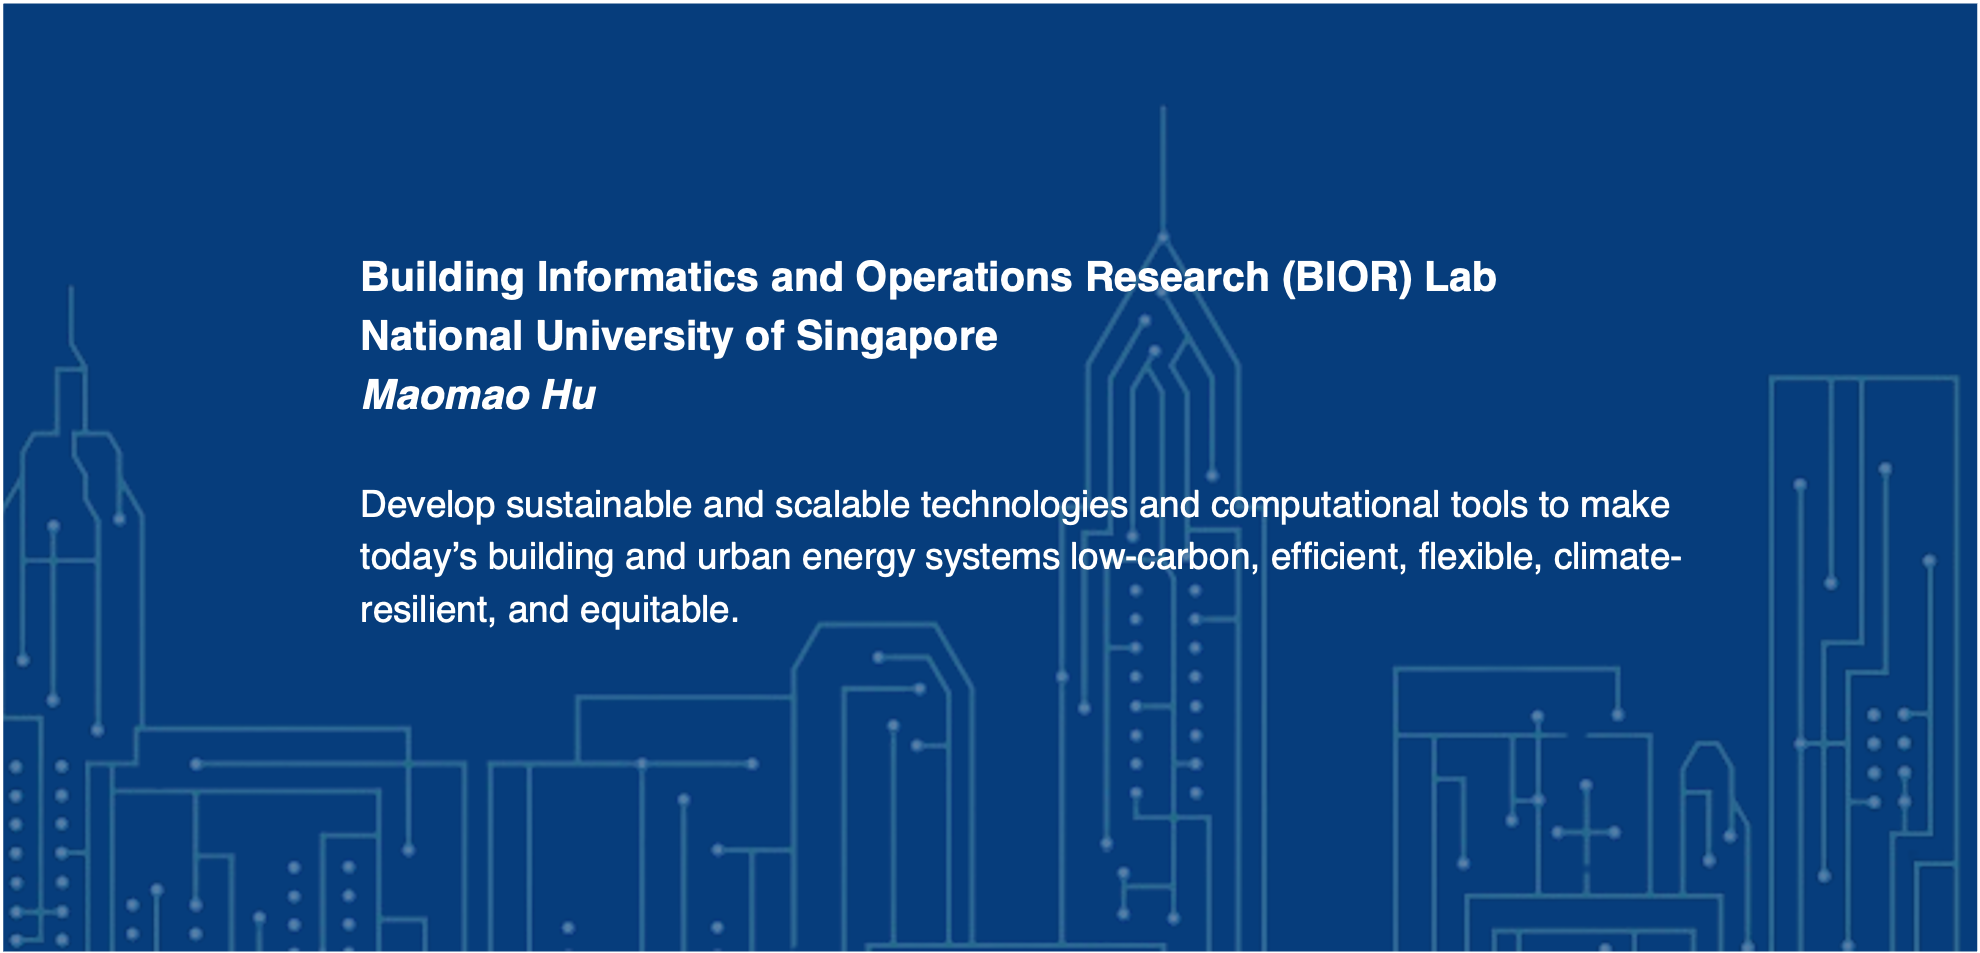 Building Informatics and Operations Research (BIOR) Lab
National University of Singapore
Maomao Hu
Develop sustainable and scalable technologies and computational tools to make
today’s building and urban energy systems low-carbon, efficient, flexible, climate-
resilient, and equitable.